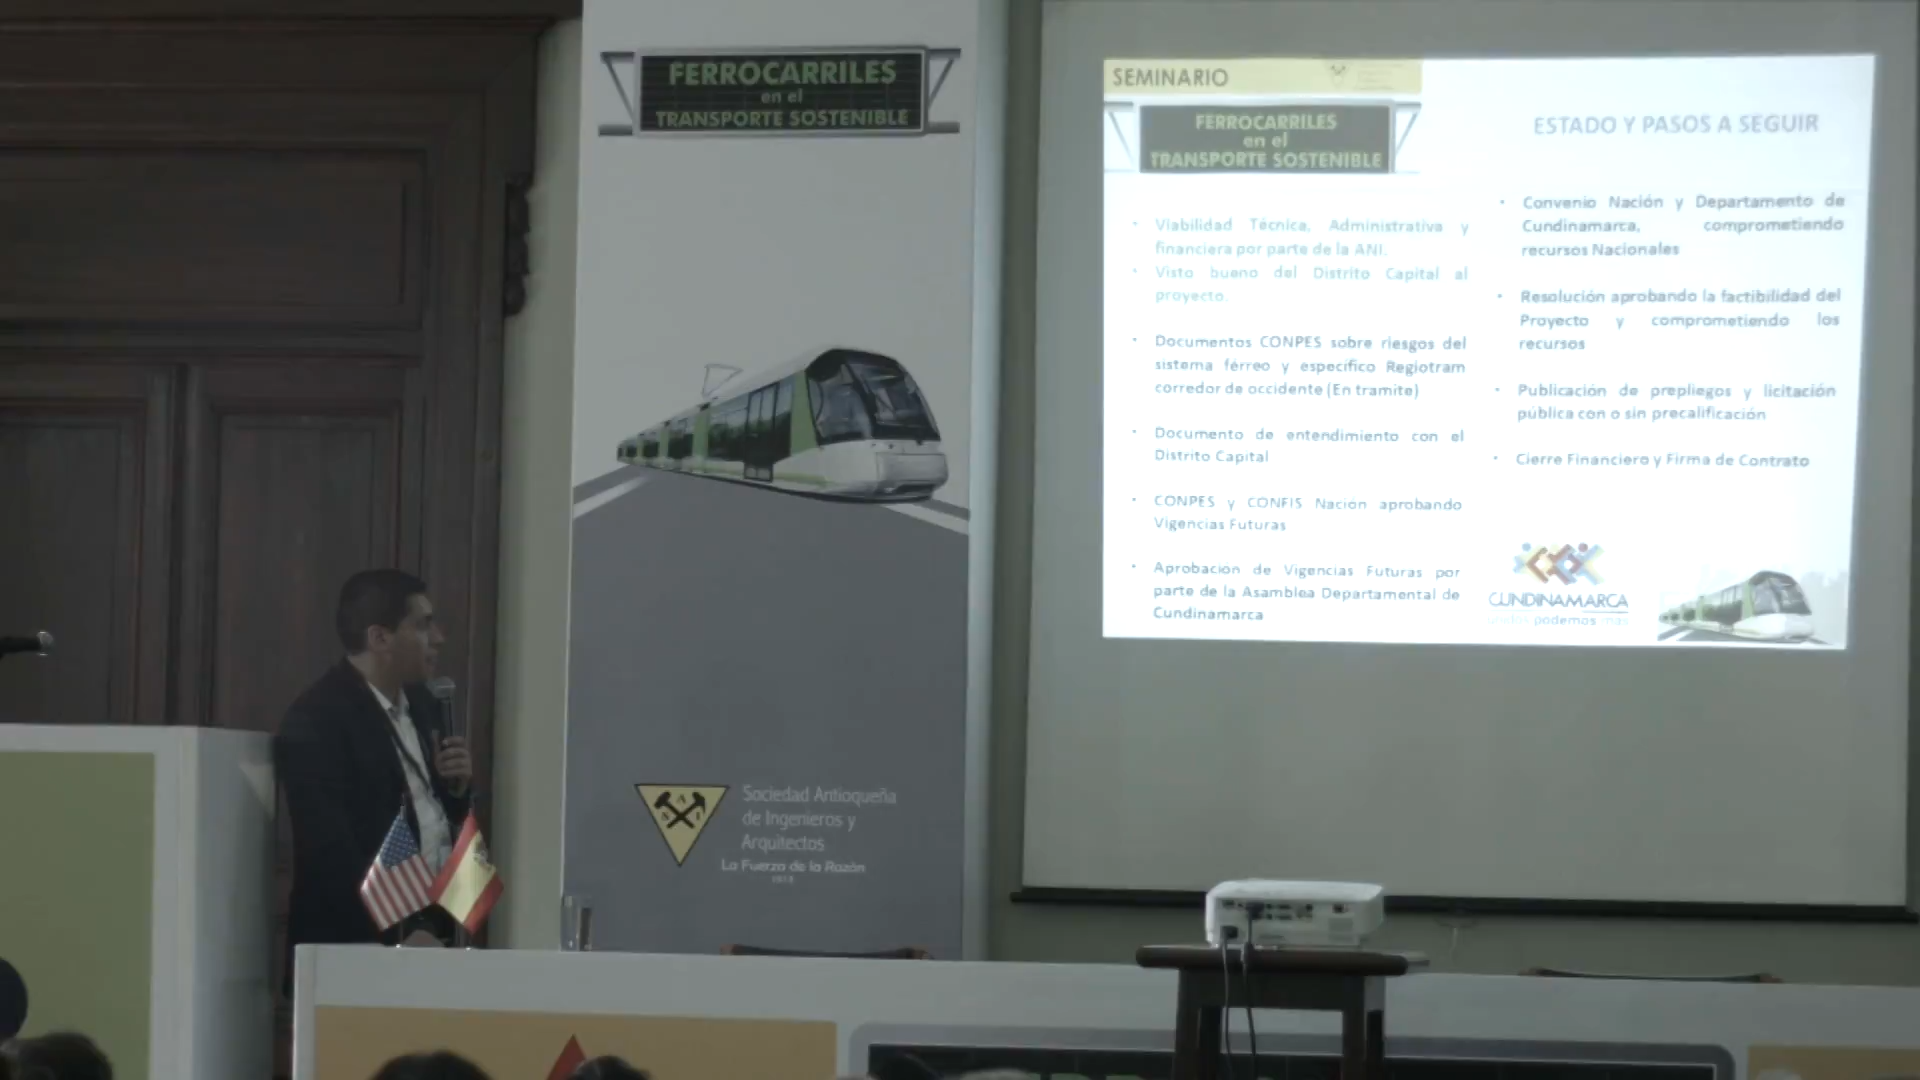 FERROCARRILES
en el
TRANSPORTE SOSTENIBLE
Sociedad Antioqueña
de Ingenieros y
Arquitectos
La Fuerza de la Razón
1913
SEMINARIO
FERROCARRILES
en el
TRANSPORTE SOSTENIBLE
ESTADO Y PASOS A SEGUIR
• Viabilidad Técnica, Administrativa y
financiera por parte de la ANI.
• Visto bueno del Distrito Capital al
proyecto.
• Documentos CONPES sobre riesgos del
sistema férreo y especifico Regiotram
corredor de occidente (En tramite)
• Documento de entendimiento con el
Distrito Capital
• CONPES y CONFIS Nación aprobando
Vigencias Futuras
• Aprobación de Vigencias Futuras por
parte de la Asamblea Departamental de
Cundinamarca
• Convenio Nación y Departamento de
Cundinamarca, comprometiendo
recursos Nacionales
• Resolución aprobando la factibilidad del
Proyecto y comprometiendo los
recursos
• Publicación de prepliegos y licitación
pública con o sin precalificación
• Cierre Financiero y Firma de Contrato
CUNDINAMARCA
unidos podemos más